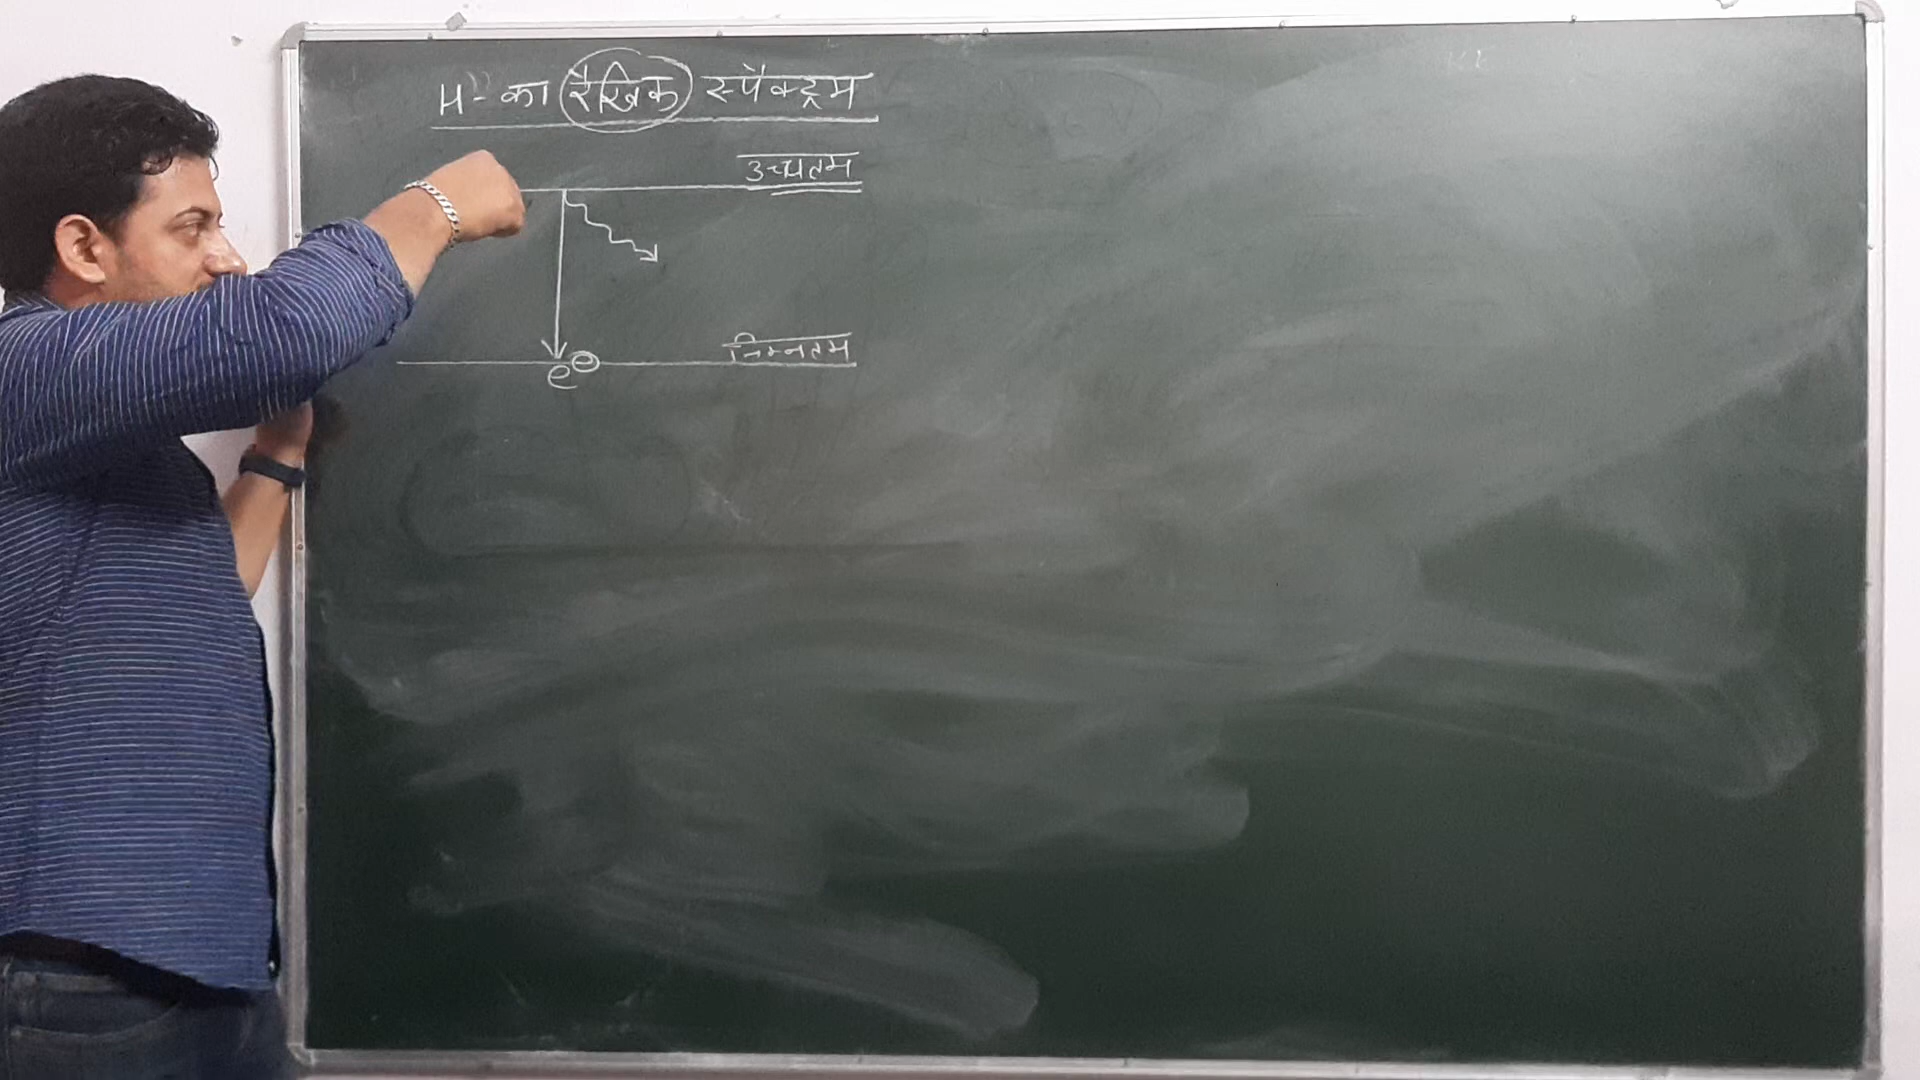 H- का रैखिक स्पैक्ट्रम
उच्चतम
निम्नतम
e⊖